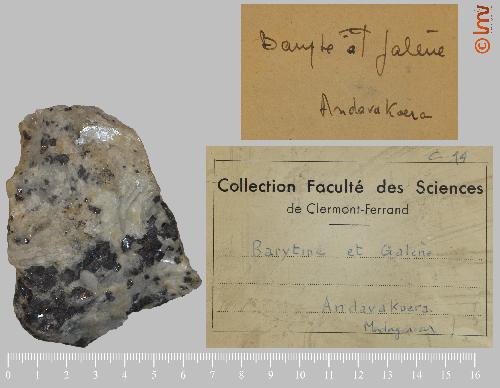 © lmv
Baryte et galène
Andavakoera
C. 14
Collection Faculté des Sciences
de Clermont-Ferrand
Barytine et Galène
Andavakoera
Madagascar
0 1 2 3 4 5 6 7 8 9 10 11 12 13 14 15 16